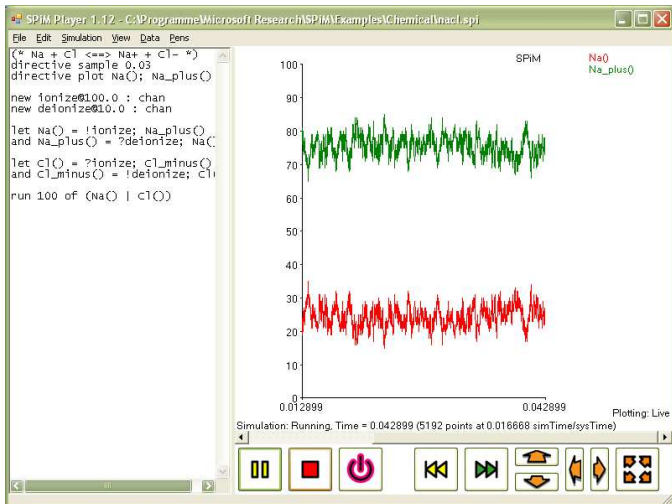 SPiM Player 1.12 - C:\Programme\Microsoft Research\SPiM\Examples\Chemical\nacl.spi
File Edit Simulation View Data Pens
(* Na + Cl <==> Na+ + Cl- *)
directive sample 0.03
directive plot Na(); Na_plus()
new ionize@100.0 : chan
new deionize@10.0 : chan
let Na() = !ionize; Na_plus()
and Na_plus() = ?deionize; Na(
let Cl() = ?ionize; Cl_minus()
and Cl_minus() = !deionize; Cl
run 100 of (Na() | Cl())
SPiM
Na()
Na_plus()
100
90
80
70
60
50
40
30
20
10
0
0.012899
0.042899
Plotting: Live
Simulation: Running, Time = 0.042899 (5192 points at 0.016668 simTime/sysTime)